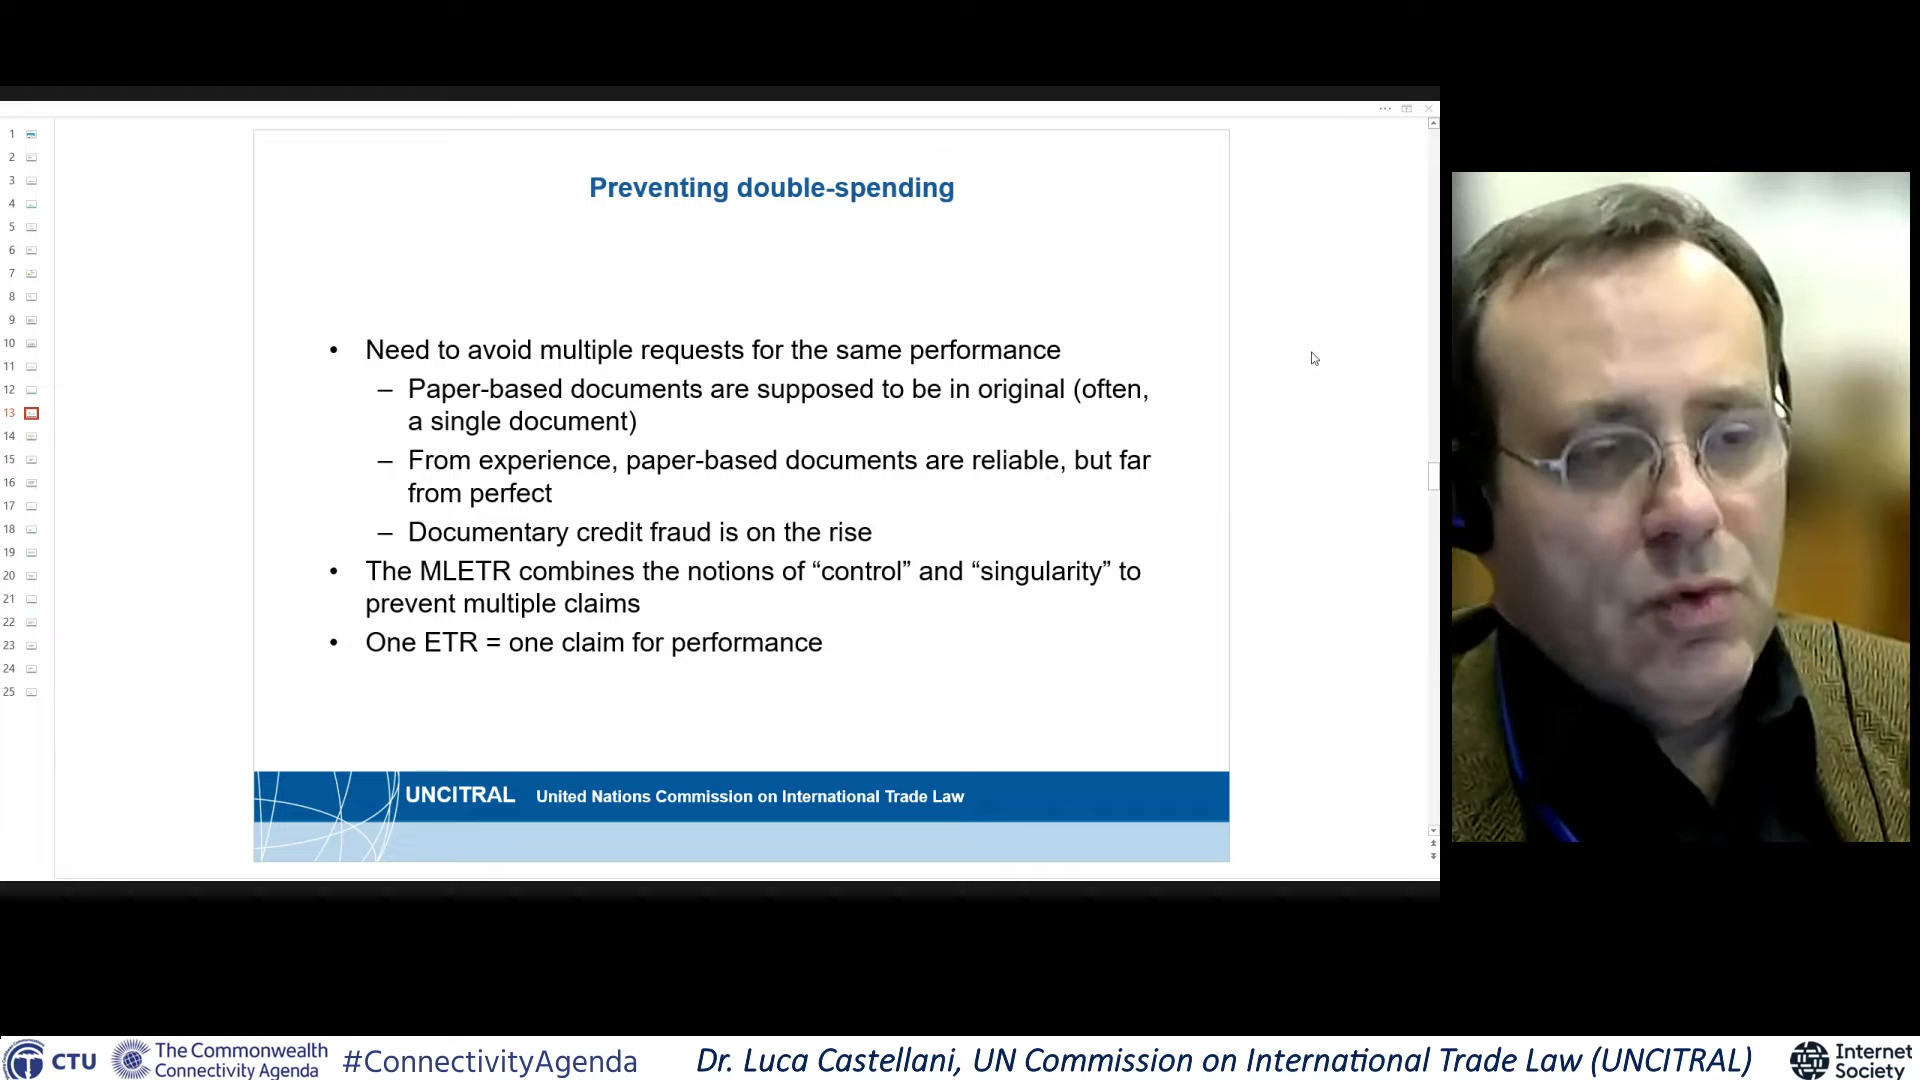 1
2
3
4
5
6
7
8
9
10
11
12
13
14
15
16
17
18
19
20
21
22
23
24
25
Preventing double-spending
• Need to avoid multiple requests for the same performance
– Paper-based documents are supposed to be in original (often,
a single document)
– From experience, paper-based documents are reliable, but far
from perfect
– Documentary credit fraud is on the rise
• The MLETR combines the notions of “control” and “singularity” to
prevent multiple claims
• One ETR = one claim for performance
UNCITRAL United Nations Commission on International Trade Law
CTU
The Commonwealth
Connectivity Agenda
#ConnectivityAgenda
Dr. Luca Castellani, UN Commission on International Trade Law (UNCITRAL)
Internet
Society